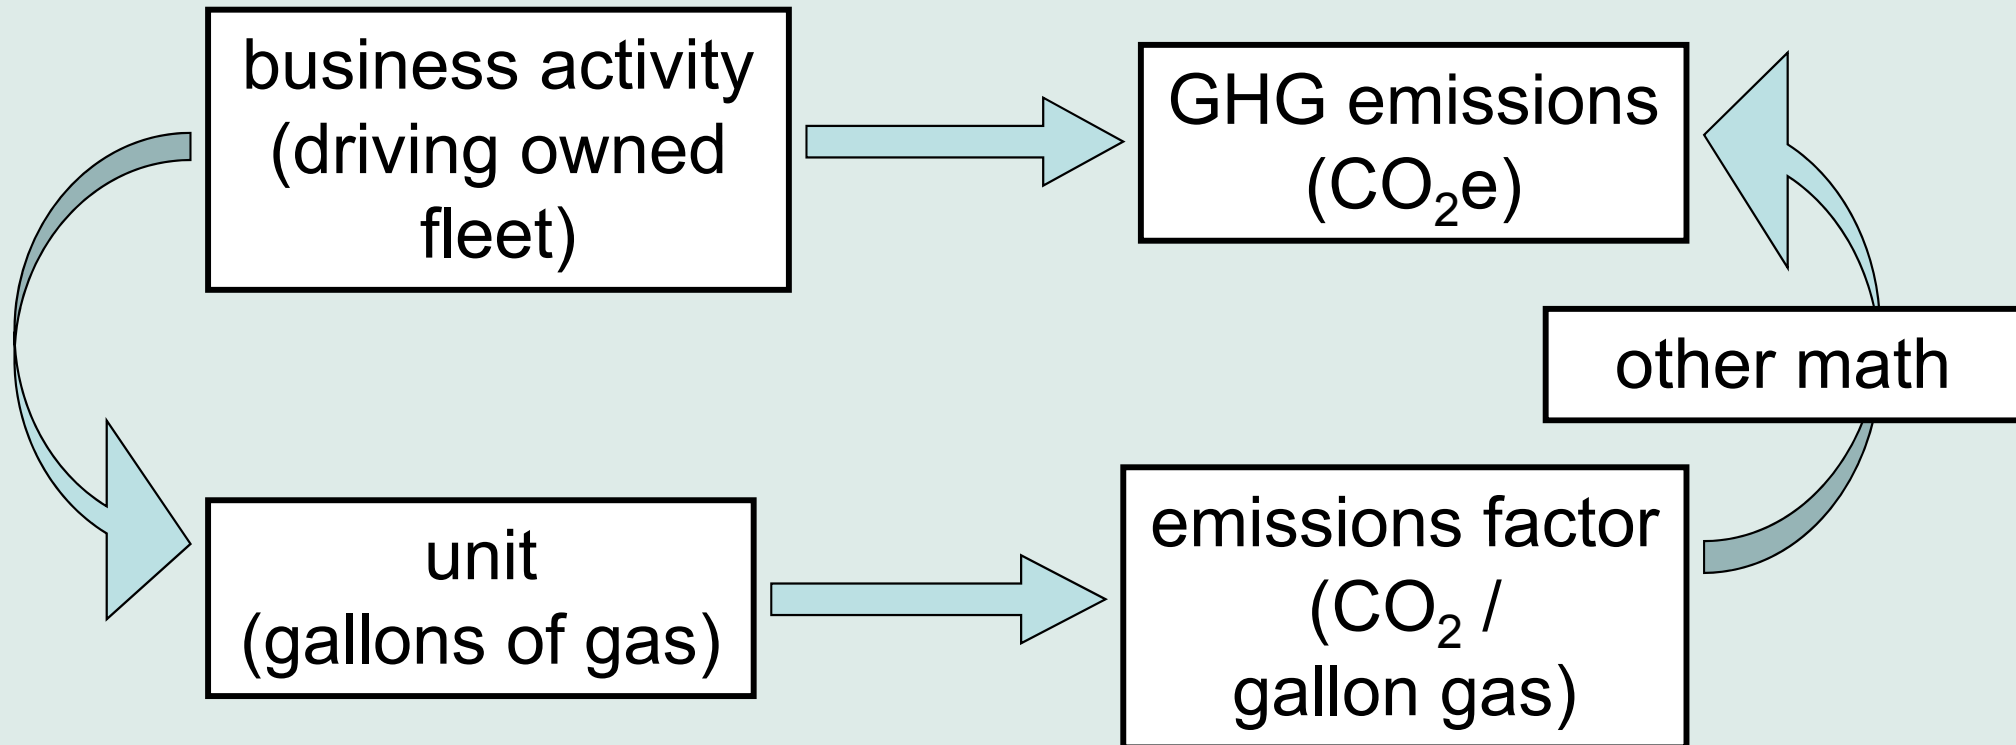 business activity
(driving owned
fleet)
GHG emissions
(CO₂e)
other math
unit
(gallons of gas)
emissions factor
(CO₂ /
gallon gas)